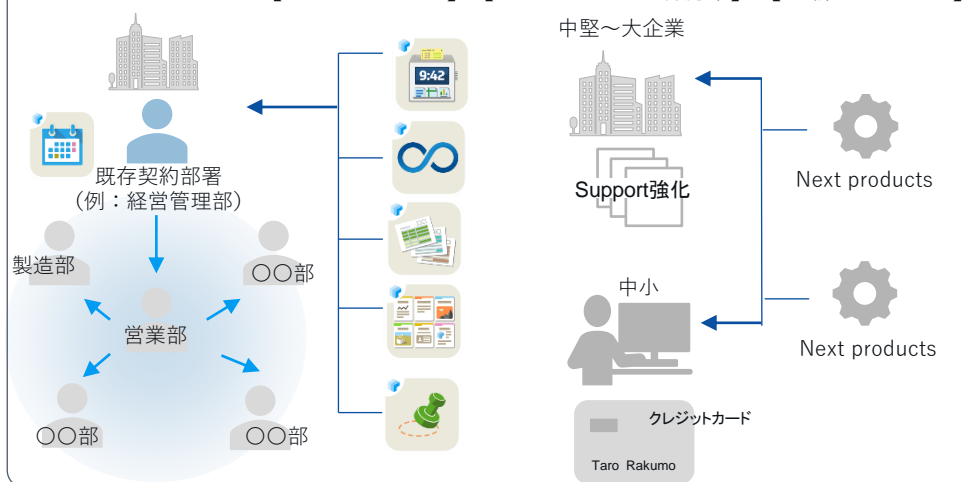 中堅～大企業
9:42
既存契約部署
（例：経営管理部）
製造部
〇〇部
営業部
〇〇部
〇〇部
Support強化
Next products
中小
Next products
クレジットカード
Taro Rakumo